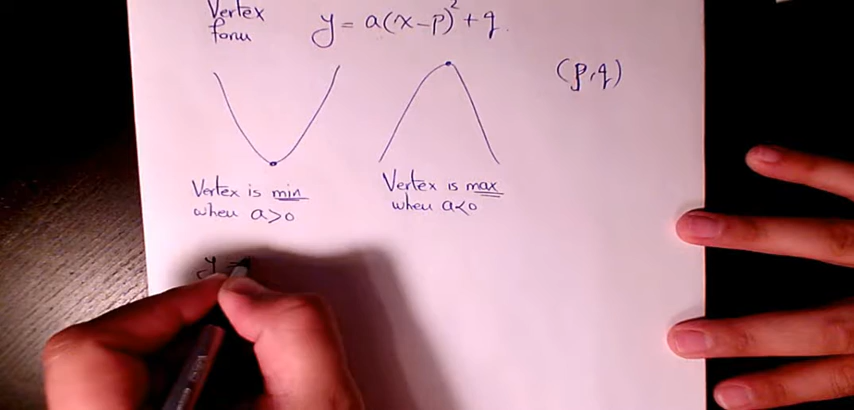 Vertex
form
y = a(x-p)² + q.
(p,q)
Vertex is min
when a>0
Vertex is max
when a<0
y =